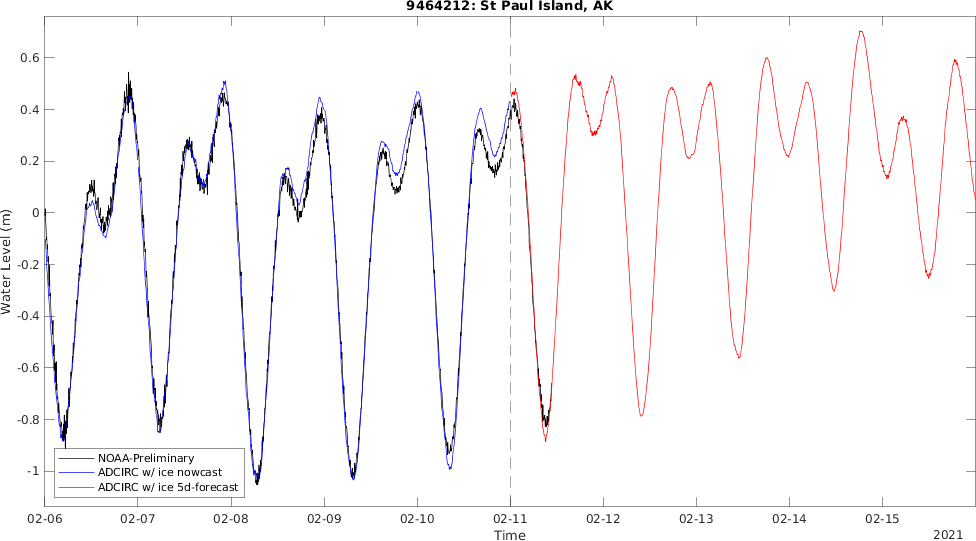 9464212: St Paul Island, AK
Water Level (m)
0.6
0.4
0.2
0
-0.2
-0.4
-0.6
-0.8
-1
NOAA-Preliminary
ADCIRC w/ ice nowcast
ADCIRC w/ ice 5d-forecast
02-06 02-07 02-08 02-09 02-10 02-11 02-12 02-13 02-14 02-15
Time
2021